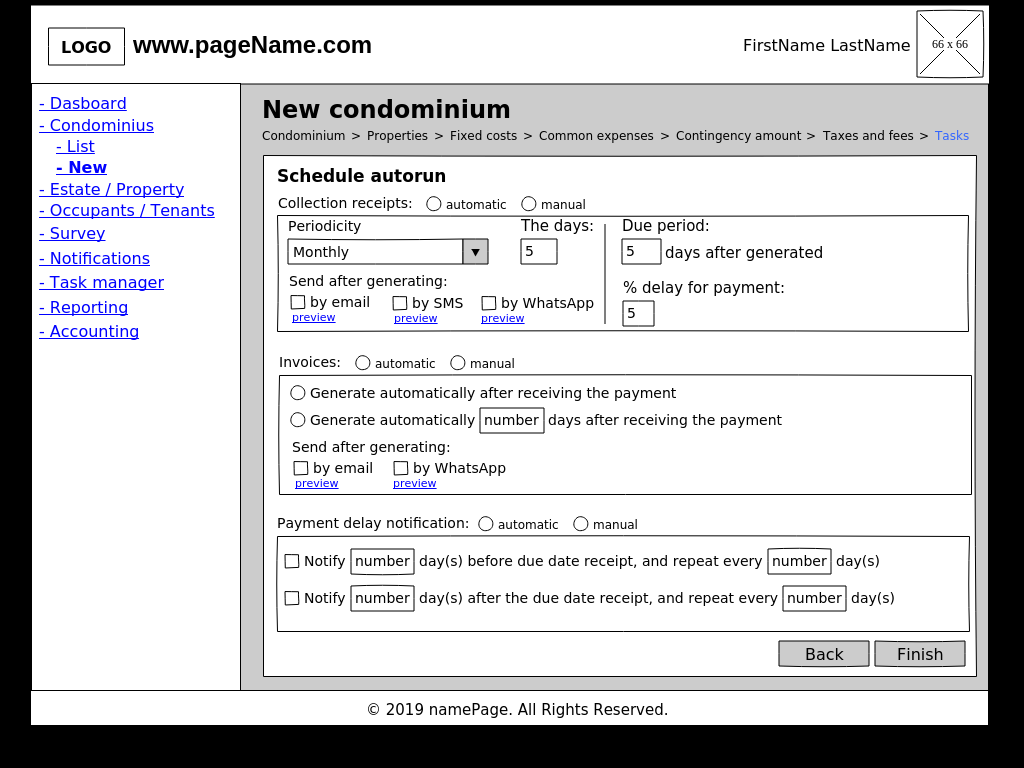 LOGO www.pageName.com FirstName LastName 66 x 66
- Dasboard
- Condominius
- List
- New
- Estate / Property
- Occupants / Tenants
- Survey
- Notifications
- Task manager
- Reporting
- Accounting
New condominium
Condominium > Properties > Fixed costs > Common expenses > Contingency amount > Taxes and fees > Tasks
Schedule autorun
Collection receipts: automatic manual
Periodicity The days: Due period:
Monthly ▼ 5 5 days after generated
Send after generating: % delay for payment:
by email by SMS by WhatsApp
preview preview preview 5
Invoices: automatic manual
Generate automatically after receiving the payment
Generate automatically number days after receiving the payment
Send after generating:
by email by WhatsApp
preview preview
Payment delay notification: automatic manual
Notify number day(s) before due date receipt, and repeat every number day(s)
Notify number day(s) after the due date receipt, and repeat every number day(s)
Back Finish
© 2019 namePage. All Rights Reserved.